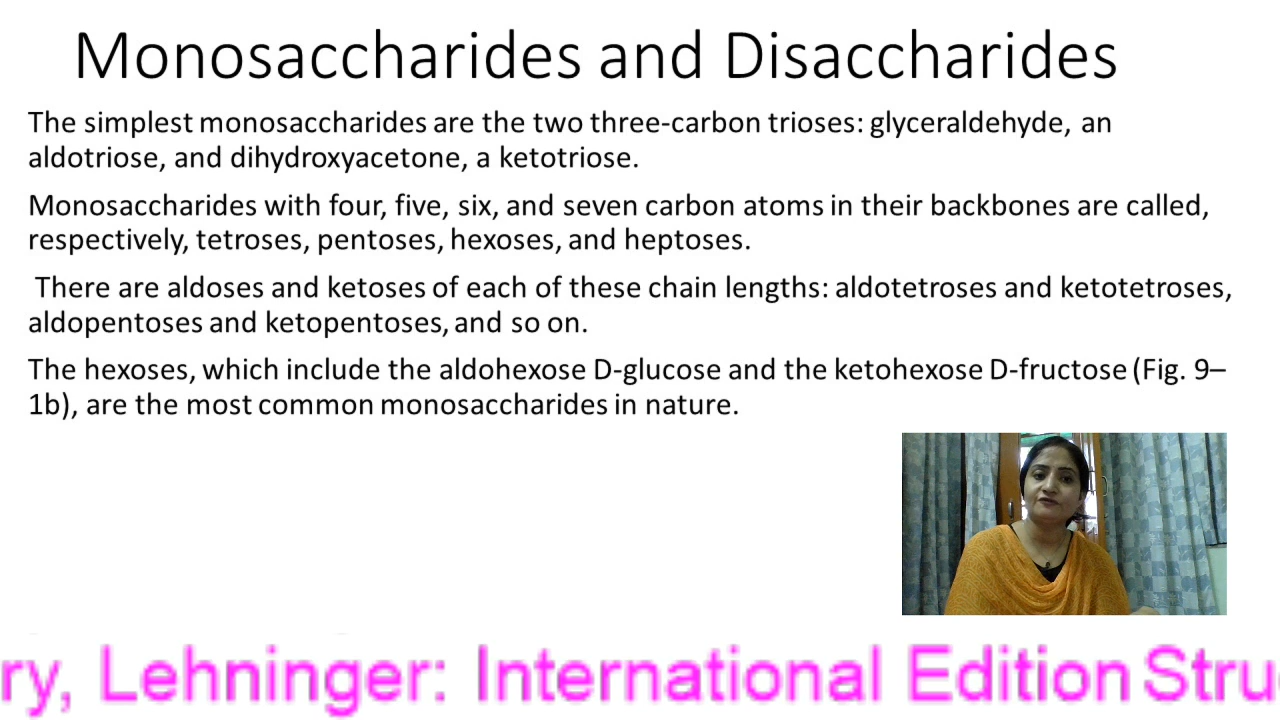 Monosaccharides and Disaccharides
The simplest monosaccharides are the two three-carbon trioses: glyceraldehyde, an
aldotriose, and dihydroxyacetone, a ketotriose.
Monosaccharides with four, five, six, and seven carbon atoms in their backbones are called,
respectively, tetroses, pentoses, hexoses, and heptoses.
There are aldoses and ketoses of each of these chain lengths: aldotetroses and ketotetroses,
aldopentoses and ketopentoses, and so on.
The hexoses, which include the aldohexose D-glucose and the ketohexose D-fructose (Fig. 9–
1b), are the most common monosaccharides in nature.
ry, Lehninger: International Edition Stru